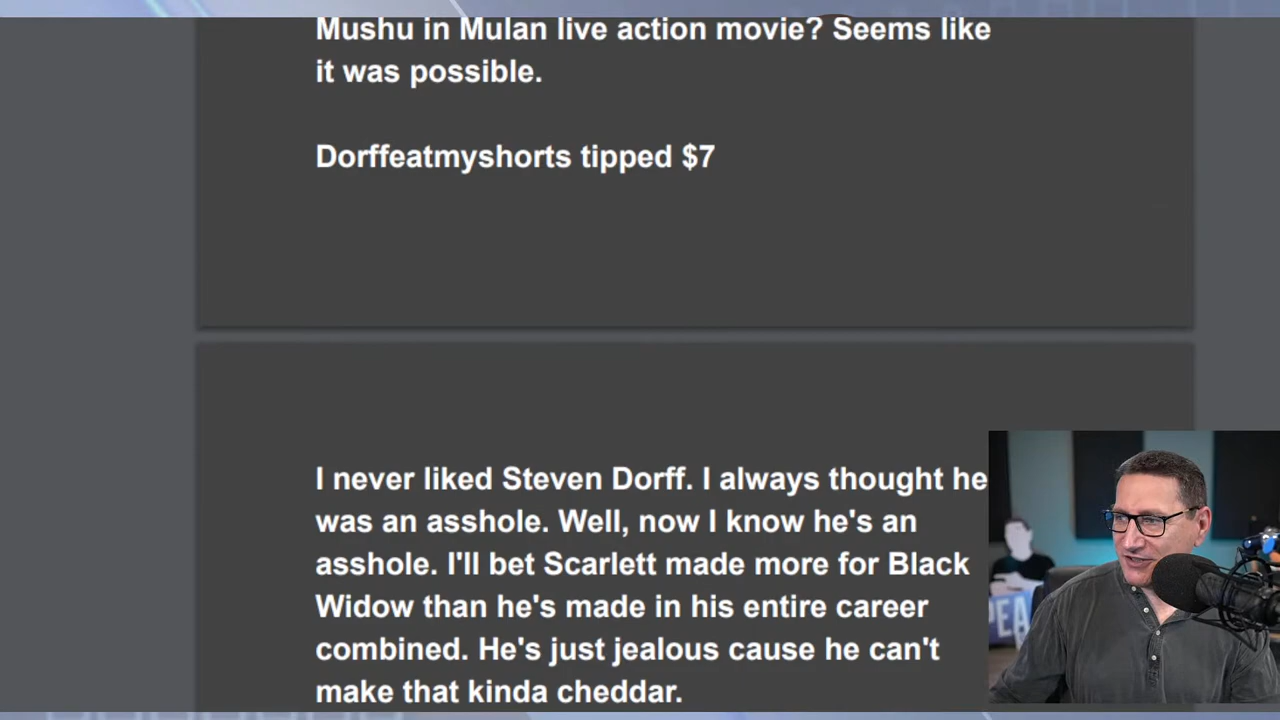 Mushu in Mulan live action movie? Seems like
it was possible.
Dorffeatmyshorts tipped $7
I never liked Steven Dorff. I always thought he
was an asshole. Well, now I know he's an
asshole. I'll bet Scarlett made more for Black
Widow than he's made in his entire career
combined. He's just jealous cause he can't
make that kinda cheddar.
PEA